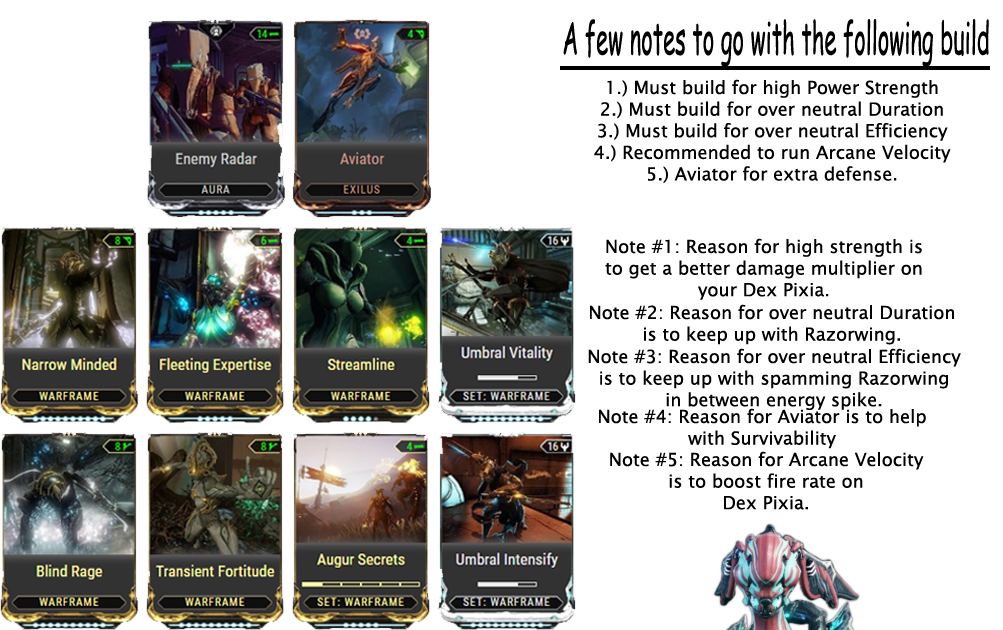 A few notes to go with the following build
1.) Must build for high Power Strength
2.) Must build for over neutral Duration
3.) Must build for over neutral Efficiency
4.) Recommended to run Arcane Velocity
5.) Aviator for extra defense.
14
Enemy Radar
AURA
4
Aviator
EXILUS
Note #1: Reason for high strength is
to get a better damage multiplier on
your Dex Pixia.
Note #2: Reason for over neutral Duration
is to keep up with Razorwing.
Note #3: Reason for over neutral Efficiency
is to keep up with spamming Razorwing
in between energy spike.
Note #4: Reason for Aviator is to help
with Survivability
Note #5: Reason for Arcane Velocity
is to boost fire rate on
Dex Pixia.
8
Narrow Minded
WARFRAME
6
Fleeting Expertise
WARFRAME
4
Streamline
WARFRAME
16
Umbral Vitality
SET: WARFRAME
8
Blind Rage
WARFRAME
8
Transient Fortitude
WARFRAME
4
Augur Secrets
SET: WARFRAME
16
Umbral Intensify
SET: WARFRAME